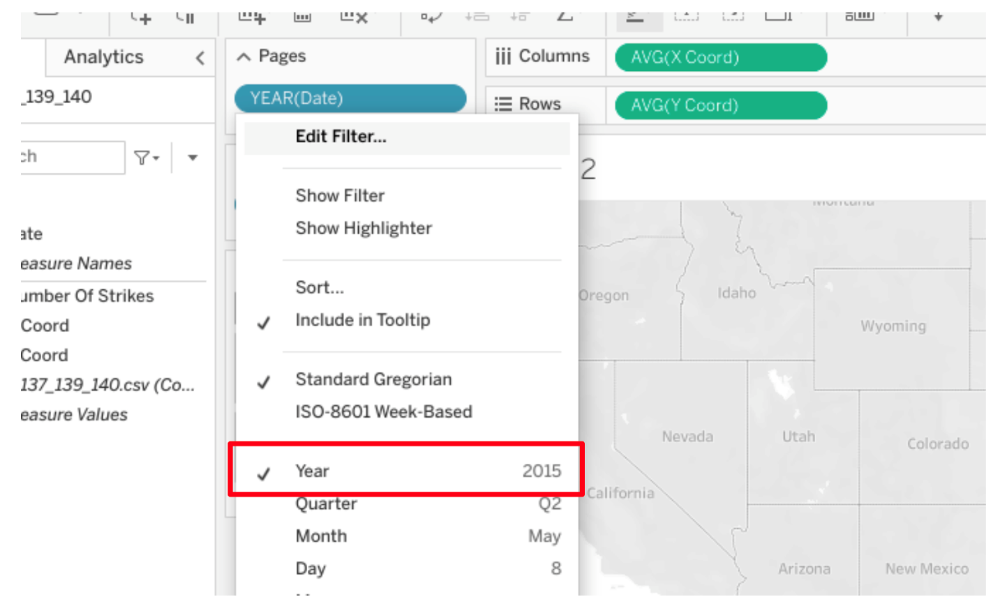 Analytics
Pages
Columns
AVG(X Coord)
_139_140
YEAR(Date)
Rows
AVG(Y Coord)
Edit Filter...
ch
2
Show Filter
Show Highlighter
Montana
ate
easure Names
Sort...
umber Of Strikes
Oregon
Idaho
Coord
Include in Tooltip
Wyoming
Coord
137_139_140.csv (Co...
Standard Gregorian
easure Values
ISO-8601 Week-Based
Nevada
Utah
Colorado
Year 2015
California
Quarter Q2
Month May
Day 8
Arizona
New Mexico